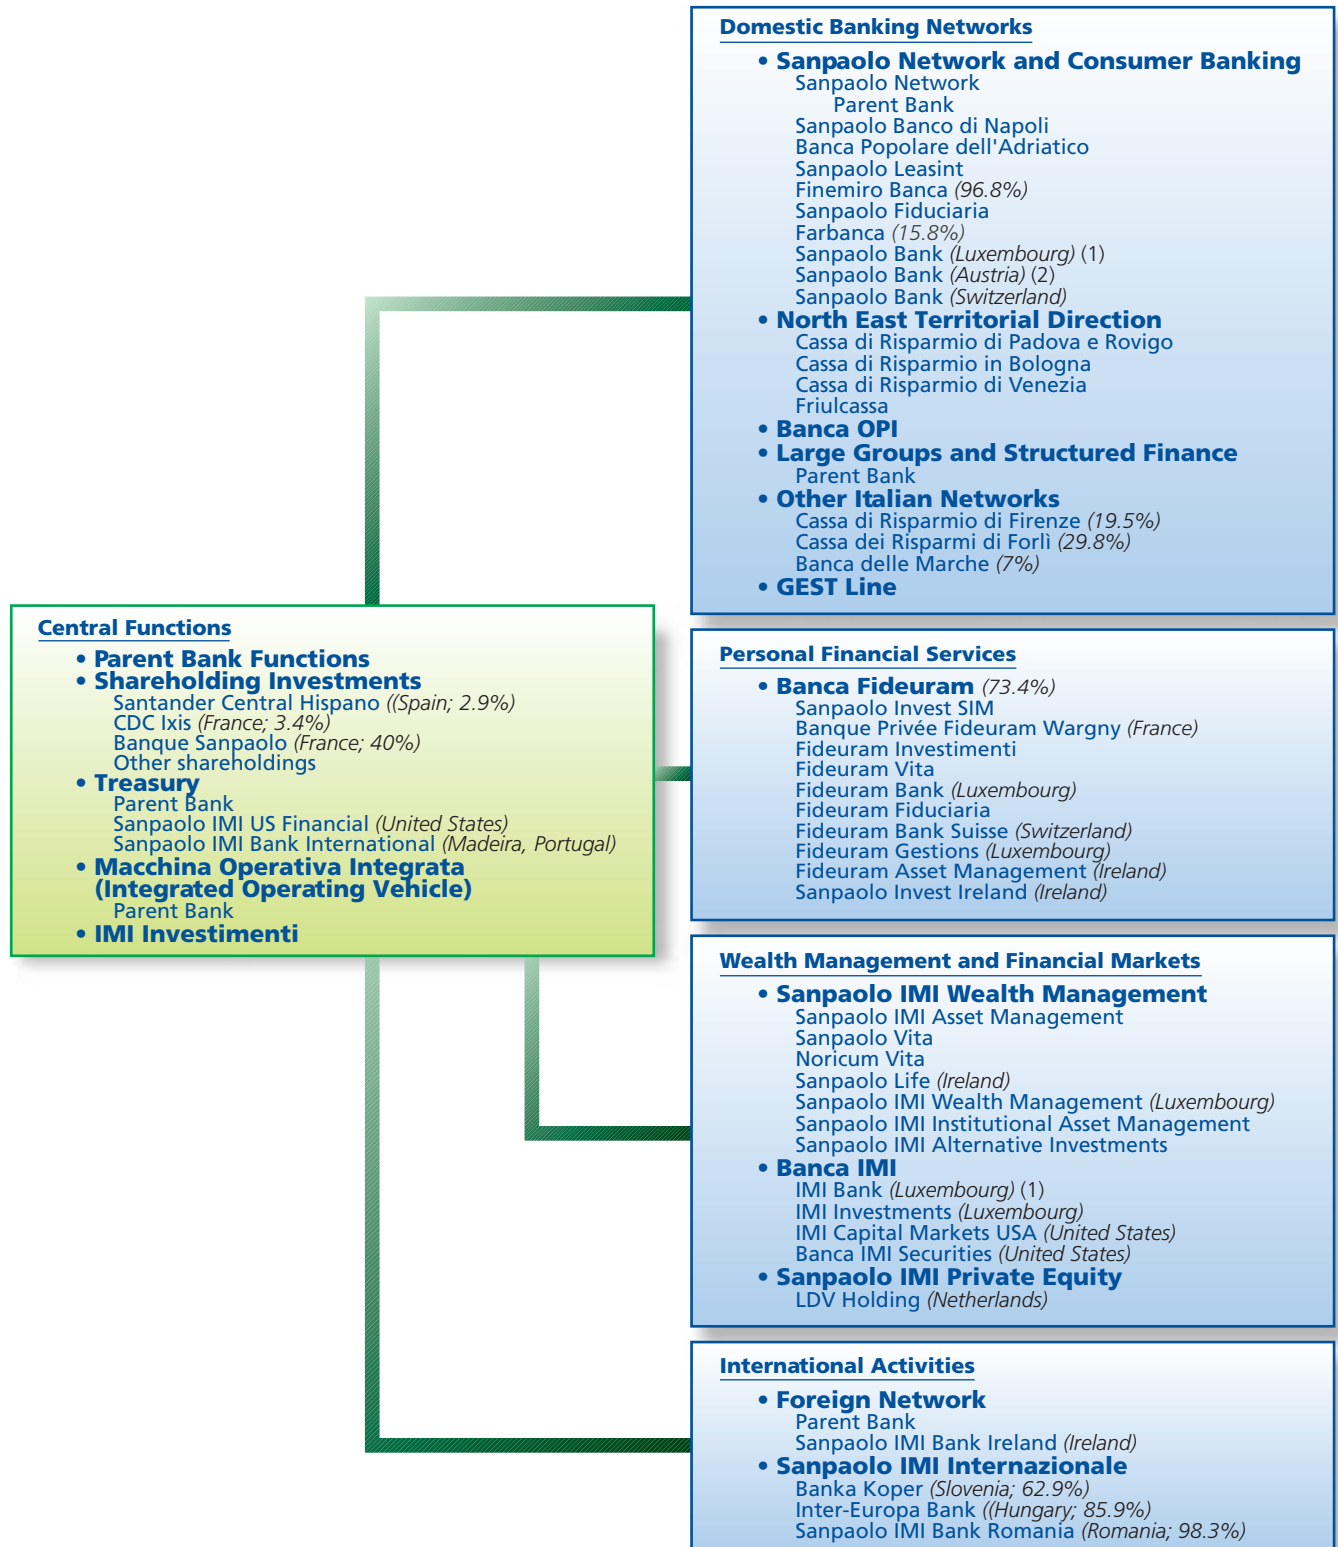 Domestic Banking Networks
• Sanpaolo Network and Consumer Banking
Sanpaolo Network
Parent Bank
Sanpaolo Banco di Napoli
Banca Popolare dell'Adriatico
Sanpaolo Leasint
Finemiro Banca (96.8%)
Sanpaolo Fiduciaria
Farbanca (15.8%)
Sanpaolo Bank (Luxembourg) (1)
Sanpaolo Bank (Austria) (2)
Sanpaolo Bank (Switzerland)
• North East Territorial Direction
Cassa di Risparmio di Padova e Rovigo
Cassa di Risparmio in Bologna
Cassa di Risparmio di Venezia
Friulcassa
• Banca OPI
• Large Groups and Structured Finance
Parent Bank
• Other Italian Networks
Cassa di Risparmio di Firenze (19.5%)
Cassa dei Risparmi di Forlì (29.8%)
Banca delle Marche (7%)
• GEST Line
Central Functions
• Parent Bank Functions
• Shareholding Investments
Santander Central Hispano ((Spain; 2.9%)
CDC Ixis (France; 3.4%)
Banque Sanpaolo (France; 40%)
Other shareholdings
• Treasury
Parent Bank
Sanpaolo IMI US Financial (United States)
Sanpaolo IMI Bank International (Madeira, Portugal)
• Macchina Operativa Integrata
(Integrated Operating Vehicle)
Parent Bank
• IMI Investimenti
Personal Financial Services
• Banca Fideuram (73.4%)
Sanpaolo Invest SIM
Banque Privée Fideuram Wargny (France)
Fideuram Investimenti
Fideuram Vita
Fideuram Bank (Luxembourg)
Fideuram Fiduciaria
Fideuram Bank Suisse (Switzerland)
Fideuram Gestions (Luxembourg)
Fideuram Asset Management (Ireland)
Sanpaolo Invest Ireland (Ireland)
Wealth Management and Financial Markets
• Sanpaolo IMI Wealth Management
Sanpaolo IMI Asset Management
Sanpaolo Vita
Noricum Vita
Sanpaolo Life (Ireland)
Sanpaolo IMI Wealth Management (Luxembourg)
Sanpaolo IMI Institutional Asset Management
Sanpaolo IMI Alternative Investments
• Banca IMI
IMI Bank (Luxembourg) (1)
IMI Investments (Luxembourg)
IMI Capital Markets USA (United States)
Banca IMI Securities (United States)
• Sanpaolo IMI Private Equity
LDV Holding (Netherlands)
International Activities
• Foreign Network
Parent Bank
Sanpaolo IMI Bank Ireland (Ireland)
• Sanpaolo IMI Internazionale
Banka Koper (Slovenia; 62.9%)
Inter-Europa Bank ((Hungary; 85.9%)
Sanpaolo IMI Bank Romania (Romania; 98.3%)